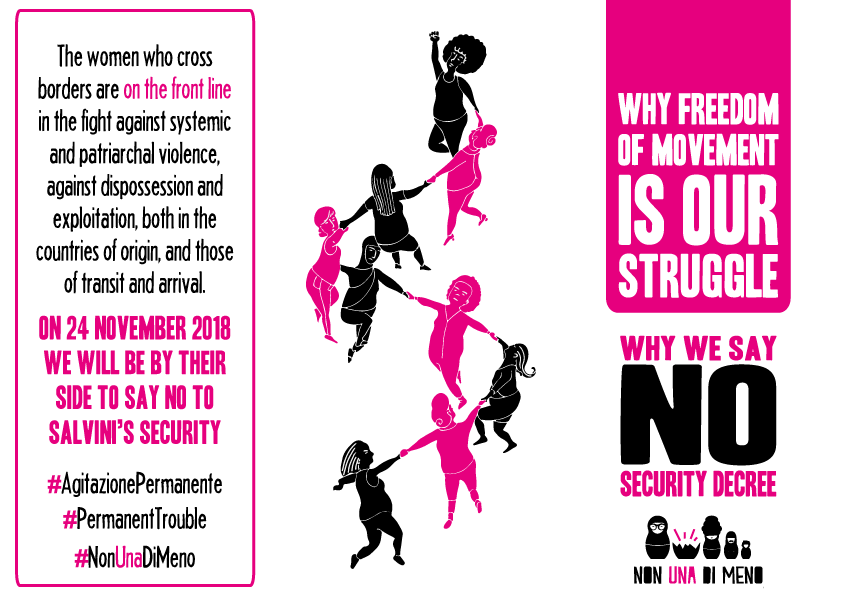 The women who cross
borders are on the front line
in the fight against systemic
and patriarchal violence,
against dispossession and
exploitation, both in the
countries of origin, and those
of transit and arrival.
ON 24 NOVEMBER 2018
WE WILL BE BY THEIR
SIDE TO SAY NO TO
SALVINI'S SECURITY
#AgitazionePermanente
#PermanentTrouble
#NonUnaDiMeno
WHY FREEDOM
OF MOVEMENT
IS OUR
STRUGGLE
WHY WE SAY
NO
SECURITY DECREE
NON UNA DI MENO